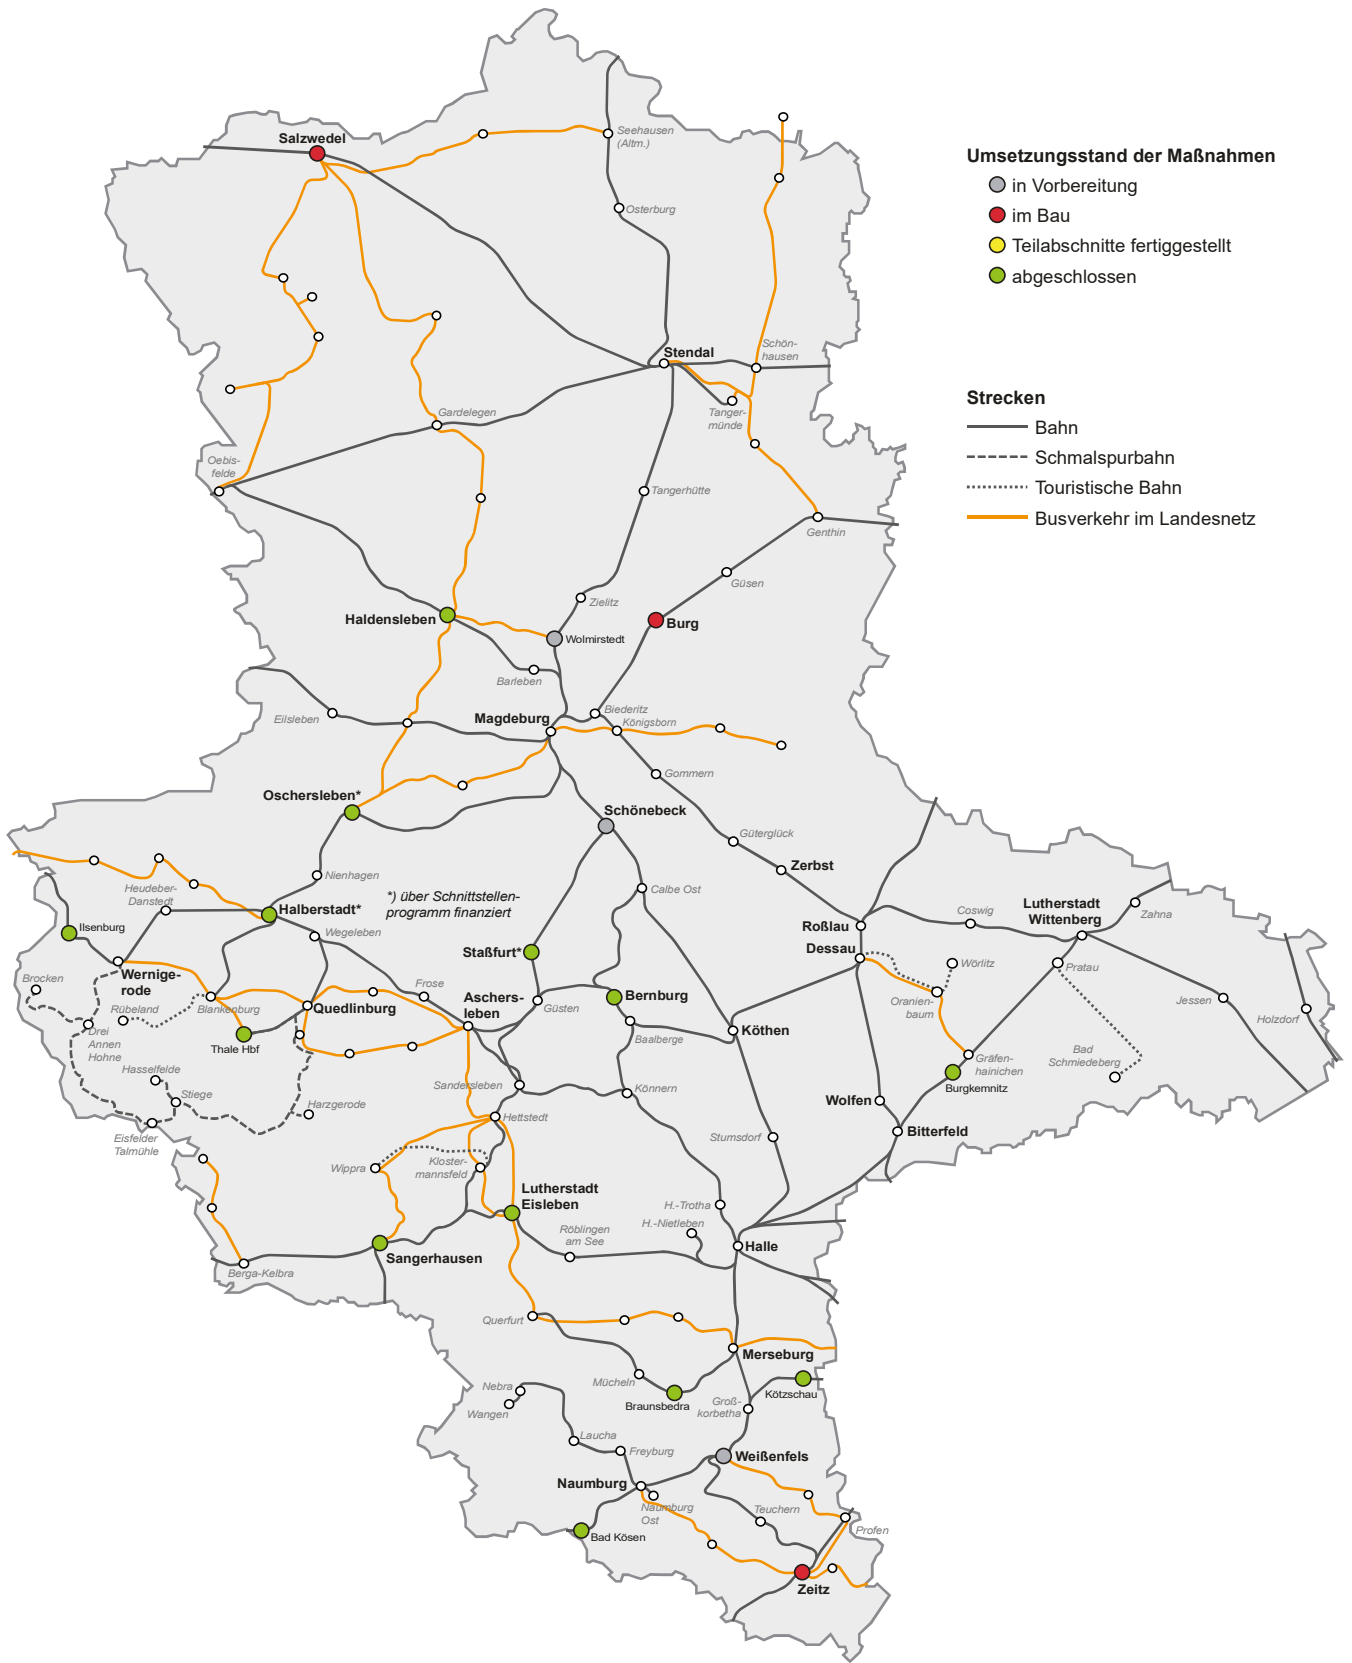 Salzwedel
Seehausen
(Altm.)
Osterburg
Umsetzungsstand der Maßnahmen
in Vorbereitung
im Bau
Teilabschnitte fertiggestellt
abgeschlossen
Stendal
Schön-
hausen
Tanger-
münde
Gardelegen
Strecken
Bahn
Schmalspurbahn
Touristische Bahn
Busverkehr im Landesnetz
Oebis-
felde
Tangerhütte
Genthin
Güsen
Zielitz
Haldensleben
Burg
Wolmirstedt
Barleben
Eilsleben
Magdeburg
Biederitz
Königsborn
Gommern
Oschersleben*
Schönebeck
Güterglück
Zerbst
Nienhagen
Heudeber-
Danstedt
*) über Schnittstellen-
programm finanziert
Calbe Ost
Halberstadt*
Ilsenburg
Wegeleben
Staßfurt*
Roßlau
Dessau
Coswig
Lutherstadt
Wittenberg
Zahna
Wörlitz
Pratau
Wernige-
rode
Brocken
Rübeland
Blankenburg
Quedlinburg
Frose
Aschers-
leben
Güsten
Bernburg
Oranien-
baum
Jessen
Holzdorf
Drei
Annen
Hohne
Thale Hbf
Baalberge
Köthen
Gräfen-
hainichen
Bad
Schmiedeberg
Hasselfelde
Stiege
Harzgerode
Sandersleben
Könnern
Burgkemnitz
Wolfen
Hettstedt
Bitterfeld
Eisfelder
Talmühle
Stumsdorf
Wippra
Kloster-
mannsfeld
Lutherstadt
Eisleben
H.-Trotha
H.-Nietleben
Röblingen
am See
Halle
Sangerhausen
Berga-Kelbra
Querfurt
Merseburg
Mücheln
Braunsbedra
Kötzschau
Groß-
korbetha
Nebra
Wangen
Laucha
Freyburg
Weißenfels
Naumburg
Naumburg
Ost
Teuchern
Profen
Bad Kösen
Zeitz